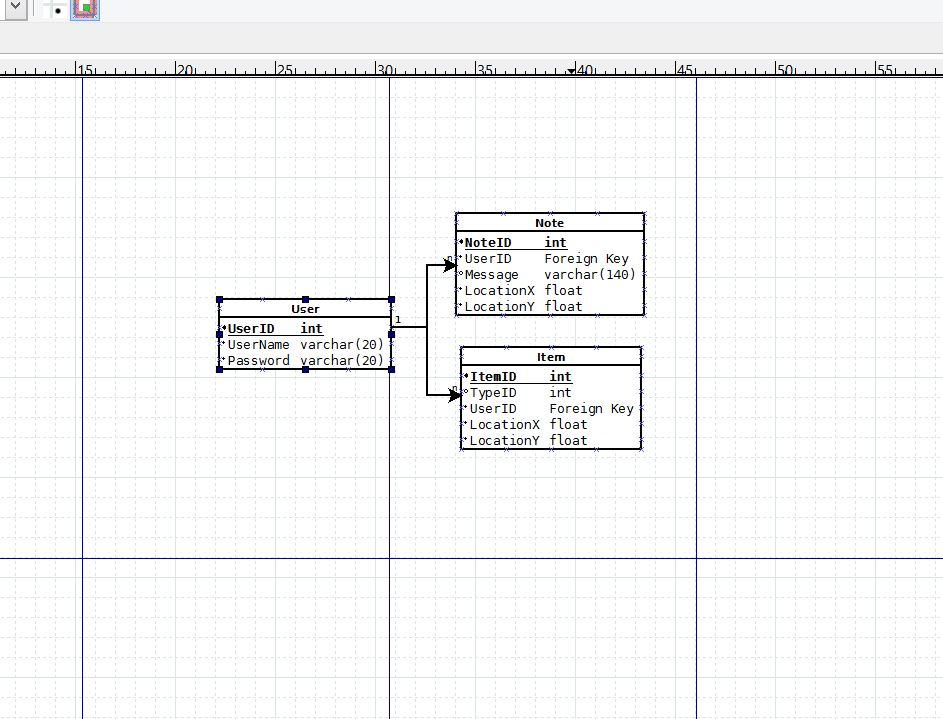 15 20 25 30 35 40 45 50 55
Note
NoteID int
UserID Foreign Key
Message varchar(140)
LocationX float
LocationY float
User
UserID int
UserName varchar(20)
Password varchar(20)
1
n
n
Item
ItemID int
TypeID int
UserID Foreign Key
LocationX float
LocationY float